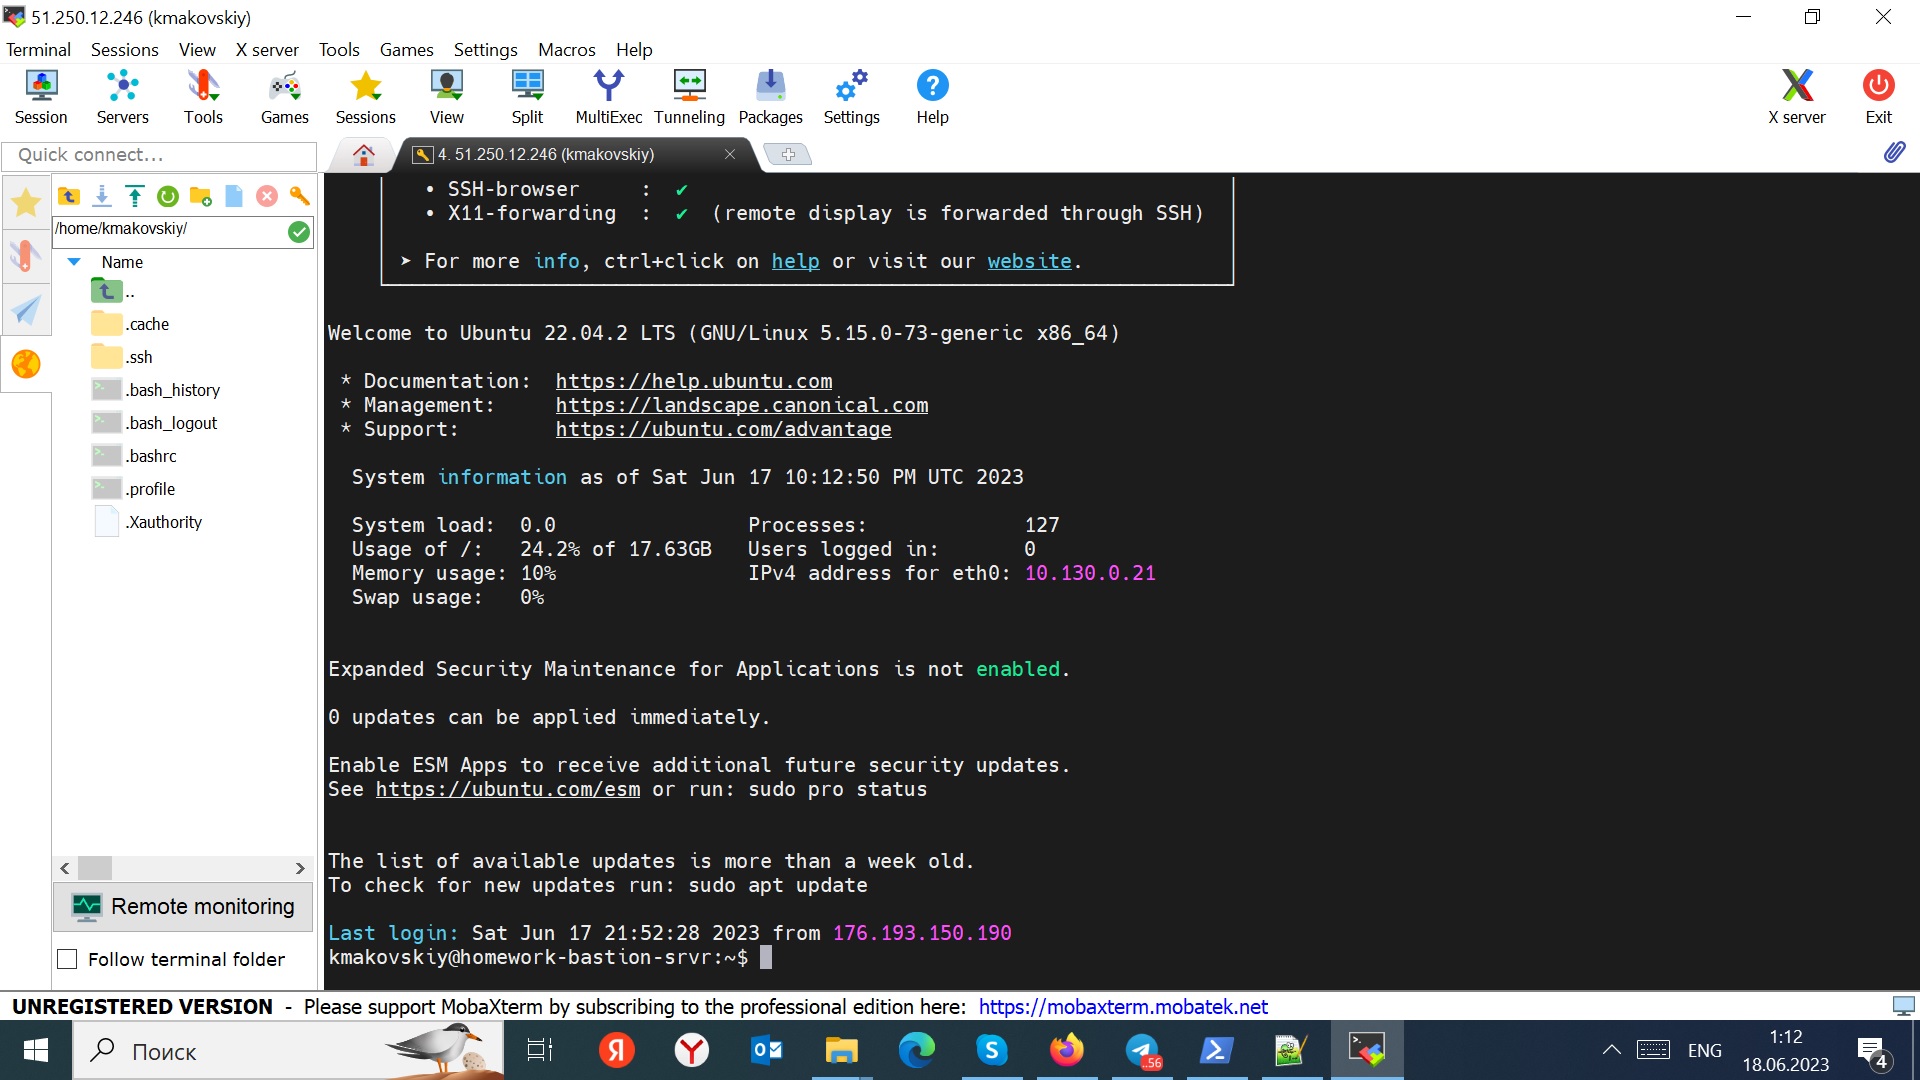 51.250.12.246 (kmakovskiy)
Terminal Sessions View X server Tools Games Settings Macros Help
Session Servers Tools Games Sessions View Split MultiExec Tunneling Packages Settings Help X server Exit
Quick connect...
4. 51.250.12.246 (kmakovskiy)
/home/kmakovskiy/
Name
..
.cache
.ssh
.bash_history
.bash_logout
.bashrc
.profile
.Xauthority
Remote monitoring
Follow terminal folder
• SSH-browser : ✔
• X11-forwarding : ✔ (remote display is forwarded through SSH)
➤ For more info, ctrl+click on help or visit our website.
Welcome to Ubuntu 22.04.2 LTS (GNU/Linux 5.15.0-73-generic x86_64)
* Documentation: https://help.ubuntu.com
* Management: https://landscape.canonical.com
* Support: https://ubuntu.com/advantage
System information as of Sat Jun 17 10:12:50 PM UTC 2023
System load: 0.0 Processes: 127
Usage of /: 24.2% of 17.63GB Users logged in: 0
Memory usage: 10% IPv4 address for eth0: 10.130.0.21
Swap usage: 0%
Expanded Security Maintenance for Applications is not enabled.
0 updates can be applied immediately.
Enable ESM Apps to receive additional future security updates.
See https://ubuntu.com/esm or run: sudo pro status
The list of available updates is more than a week old.
To check for new updates run: sudo apt update
Last login: Sat Jun 17 21:52:28 2023 from 176.193.150.190
kmakovskiy@homework-bastion-srvr:~$
UNREGISTERED VERSION - Please support MobaXterm by subscribing to the professional edition here: https://mobaxterm.mobatek.net
Поиск
Я
Y
O
S
..56
ENG
1:12
18.06.2023
4